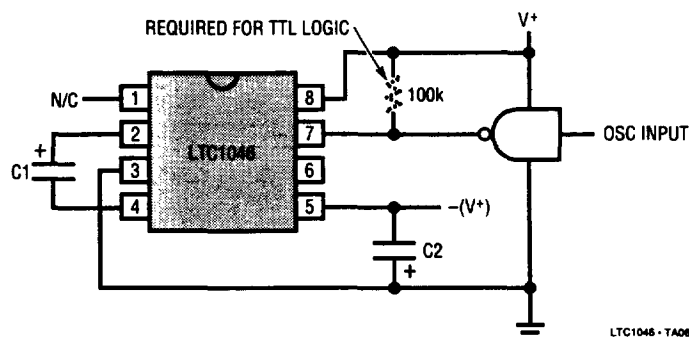 V+
REQUIRED FOR TTL LOGIC
N/C
1
8
100k
2
7
OSC INPUT
LTC1046
C1
+
3
6
4
5
–(V+)
C2
+
LTC1046 • TA06